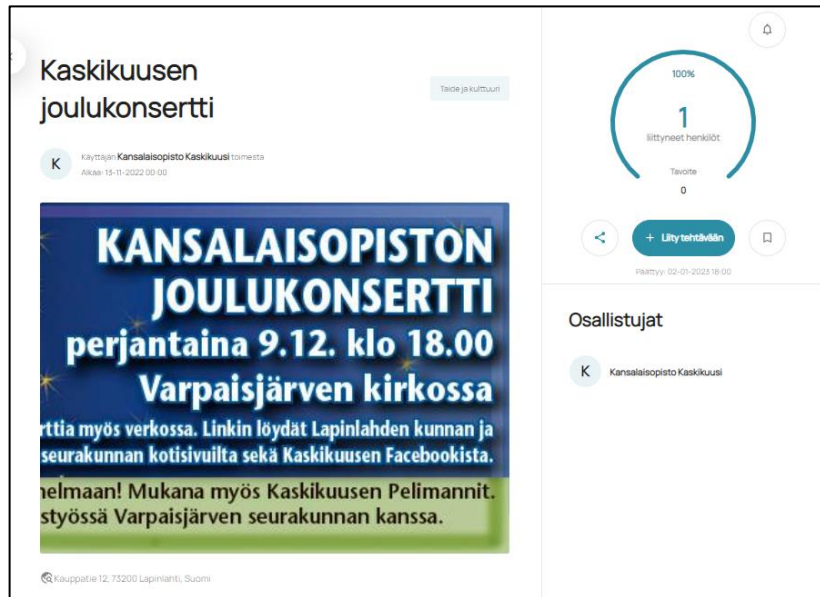 Kaskikuusen
joulukonsertti
Taide ja kulttuuri
K
Käyttäjän Kansalaisopisto Kaskikuusi toimesta
Alkaa: 13-11-2022 00:00
KANSALAISOPISTON
JOULUKONSERTTI
perjantaina 9.12. klo 18.00
Varpaisjärven kirkossa
rttia myös verkossa. Linkin löydät Lapinlahden kunnan ja
seurakunnan kotisivuilta sekä Kaskikuusen Facebookista.
nelmaan! Mukana myös Kaskikuusen Pelimannit.
styössä Varpaisjärven seurakunnan kanssa.
Kauppatie 12, 73200 Lapinlahti, Suomi
100%
1
liittyneet henkilöt
Tavoite
0
+ Liity tehtävään
Päättyy: 02-01-2023 18:00
Osallistujat
K
Kansalaisopisto Kaskikuusi